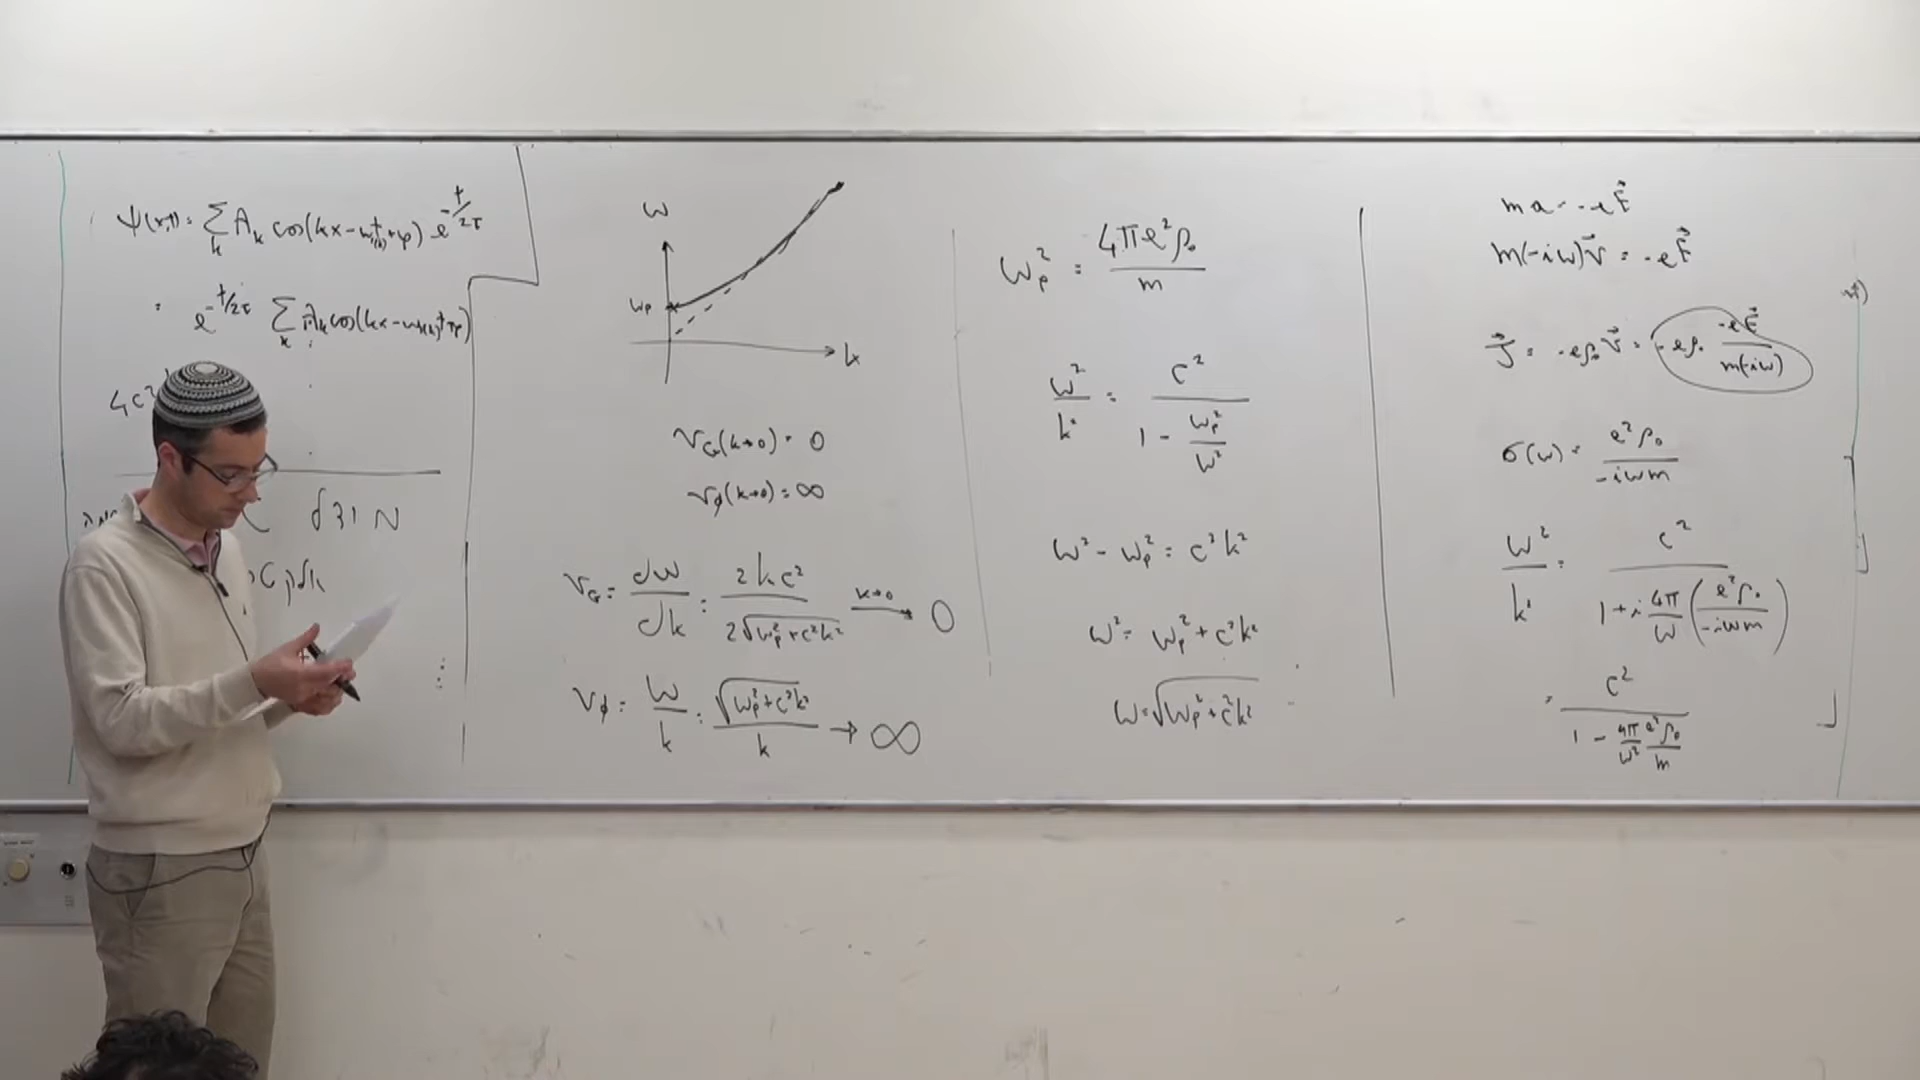 ψ(x,t) = Σ_k A_k cos(kx - ω(k)t + φ) e^{-t/2τ}
= e^{-t/2τ} Σ_k A_k cos(kx - ω(k)t + φ)
4c²
אלקט
ω
ω_p
k
v_G(k→0) = 0
v_φ(k→0) = ∞
v_G = dω/dk = 2kc² / 2√(ω_p² + c²k²) →^{k→0} 0
v_φ = ω/k = √(ω_p² + c²k²) / k → ∞
ω_p² = 4πe²ρ₀ / m
ω²/k² = c² / (1 - ω_p²/ω²)
ω² - ω_p² = c²k²
ω² = ω_p² + c²k²
ω = √(ω_p² + c²k²)
ma = -eE⃗
m(-iω)v⃗ = -eE⃗
J⃗ = -eρ₀v⃗ = -eρ₀ (-eE⃗ / m(-iω))
σ(ω) = e²ρ₀ / -iωm
ω²/k² = c² / (1 + i (4π/ω) (e²ρ₀ / -iωm))
= c² / (1 - (4π/ω²) (e²ρ₀/m))